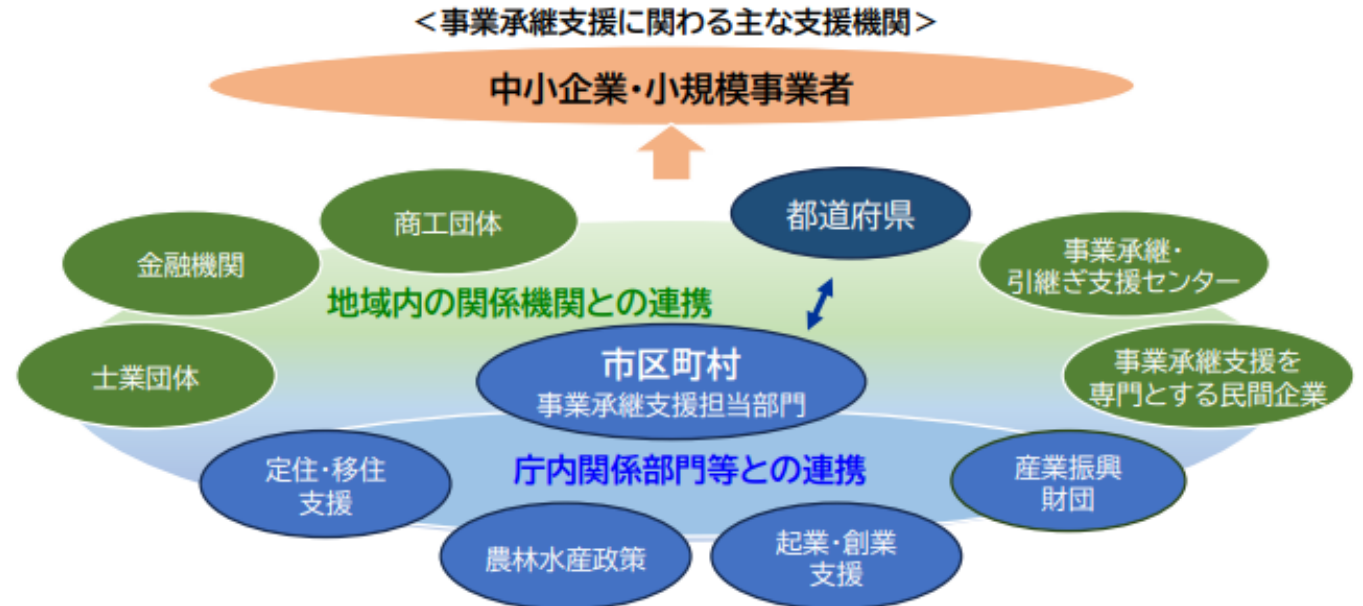 ＜事業承継支援に関わる主な支援機関＞
中小企業・小規模事業者
商工団体
都道府県
金融機関
事業承継・
引継ぎ支援センター
地域内の関係機関との連携
士業団体
市区町村
事業承継支援担当部門
事業承継支援を
専門とする民間企業
定住・移住
支援
庁内関係部門等との連携
産業振興
財団
農林水産政策
起業・創業
支援